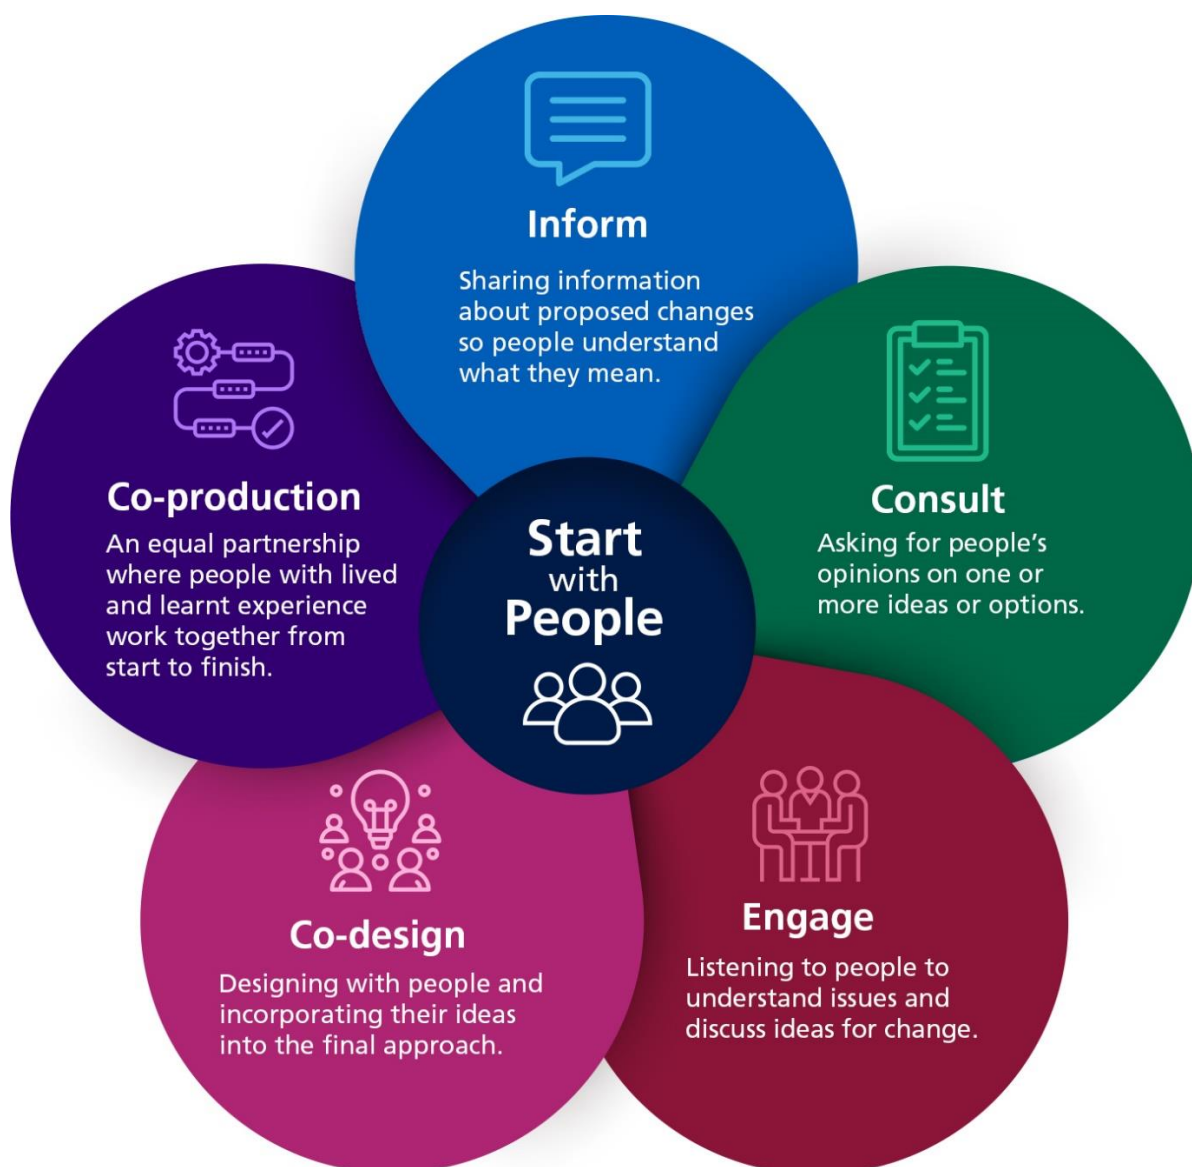 Inform
Sharing information
about proposed changes
so people understand
what they mean.
Consult
Asking for people’s
opinions on one or
more ideas or options.
Engage
Listening to people to
understand issues and
discuss ideas for change.
Co-design
Designing with people and
incorporating their ideas
into the final approach.
Co-production
An equal partnership
where people with lived
and learnt experience
work together from
start to finish.
Start
with
People